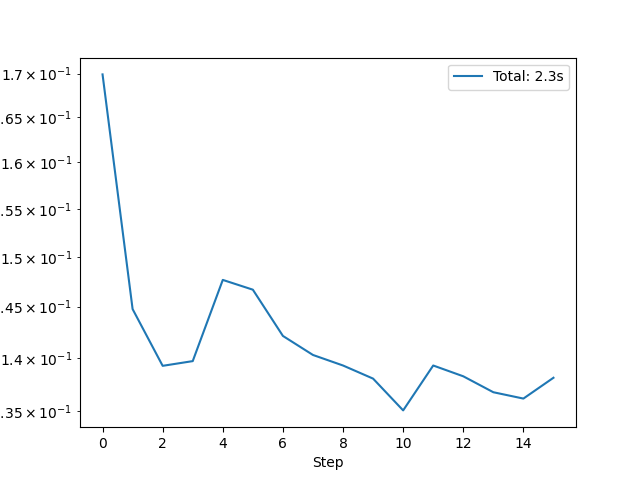 Total: 2.3s
1.7 × 10⁻¹
.65 × 10⁻¹
1.6 × 10⁻¹
.55 × 10⁻¹
1.5 × 10⁻¹
.45 × 10⁻¹
1.4 × 10⁻¹
.35 × 10⁻¹
0 2 4 6 8 10 12 14
Step